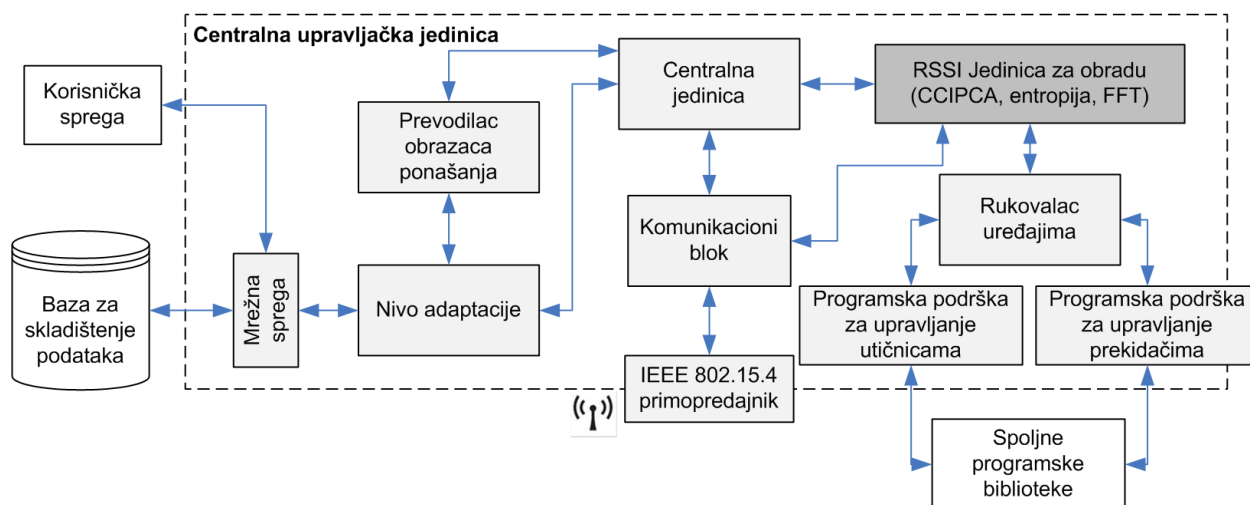 Centralna upravljačka jedinica
Korisnička
sprega
Prevodilac
obrazaca
ponašanja
Centralna
jedinica
RSSI Jedinica za obradu
(CCIPCA, entropija, FFT)
Baza za
skladištenje
podataka
Mrežna
sprega
Nivo adaptacije
Komunikacioni
blok
Rukovalac
uređajima
IEEE 802.15.4
primopredajnik
Programska podrška
za upravljanje
utičnicama
Programska podrška
za upravljanje
prekidačima
Spoljne
programske
biblioteke